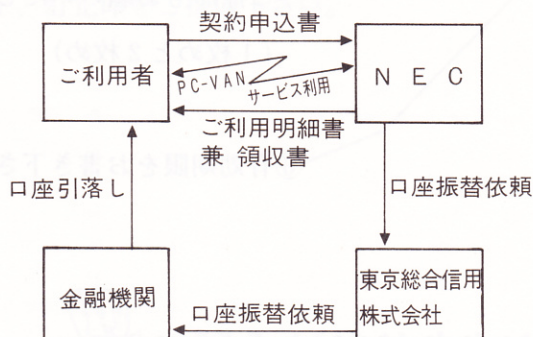 契約申込書
ご利用者
PC-VAN
サービス利用
NEC
ご利用明細書
兼 領収書
口座引落し
口座振替依頼
金融機関
口座振替依頼
東京総合信用
株式会社